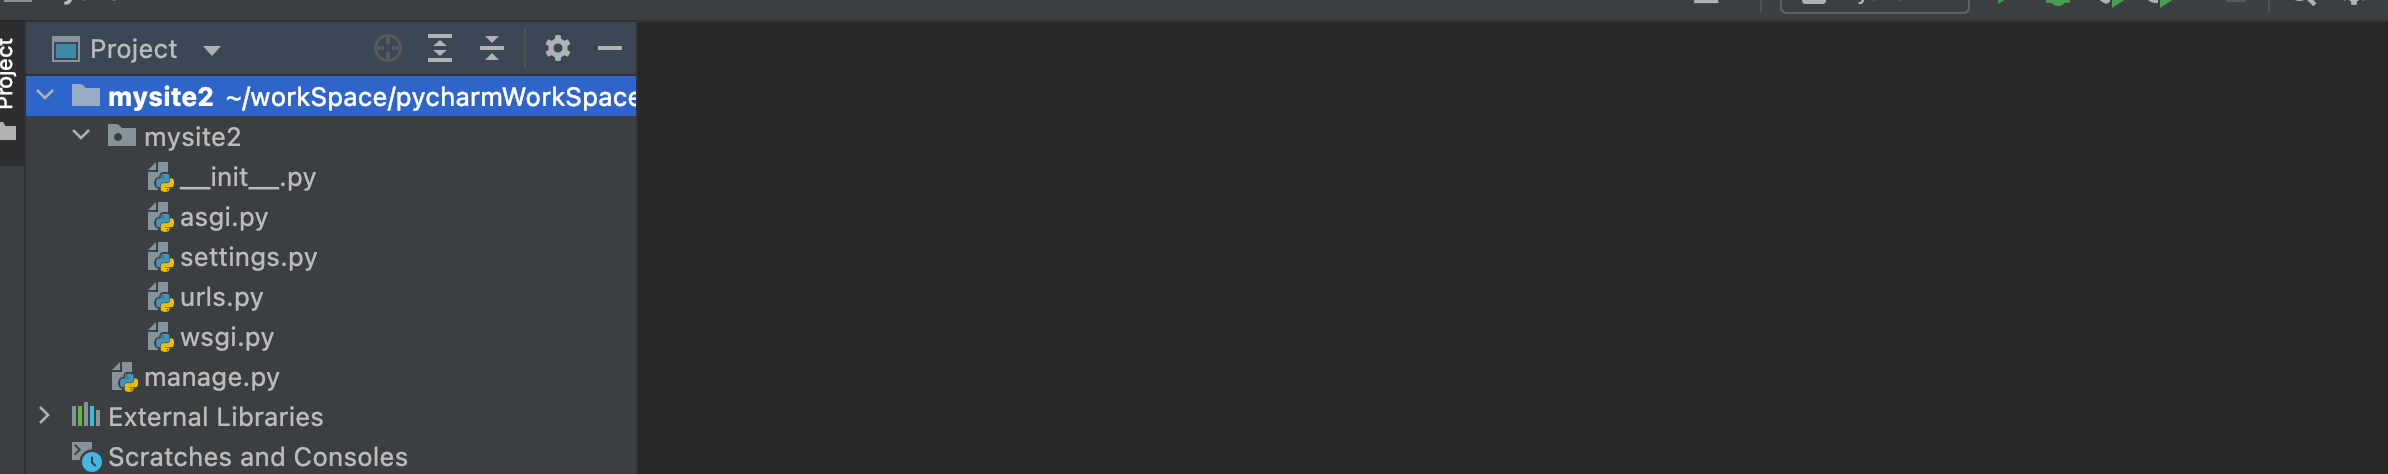 Project
Project
mysite2 ~/workSpace/pycharmWorkSpace
mysite2
__init__.py
asgi.py
settings.py
urls.py
wsgi.py
manage.py
External Libraries
Scratches and Consoles